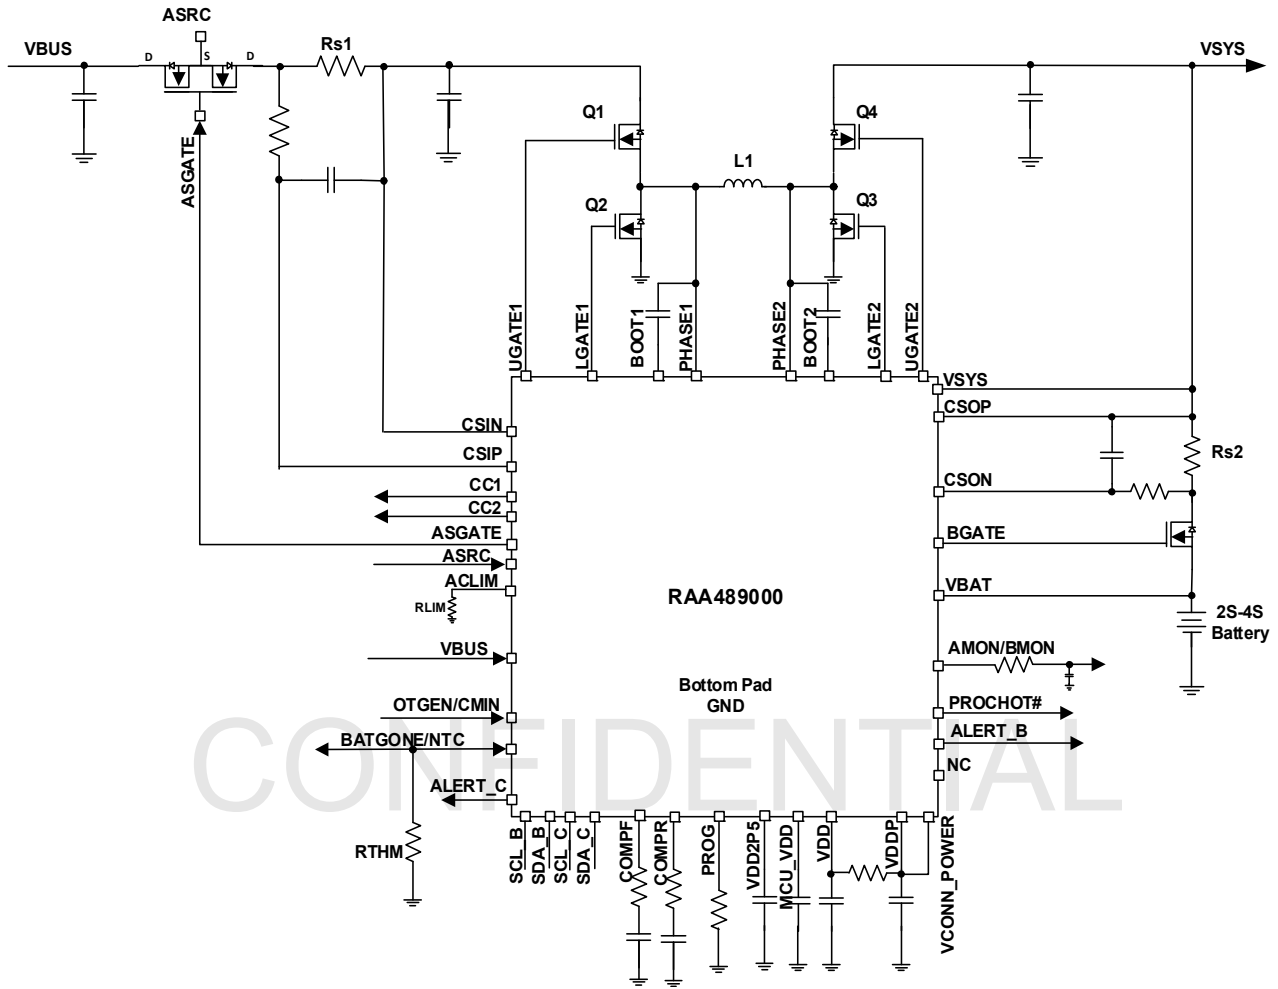 ASRC
VBUS
D
S
D
Rs1
VSYS
ASGATE
Q1
Q4
L1
Q2
Q3
UGATE1
LGATE1
BOOT1
PHASE1
PHASE2
BOOT2
LGATE2
UGATE2
VSYS
CSOP
CSIN
CSIP
Rs2
CC1
CSON
CC2
ASGATE
BGATE
ASRC
ACLIM
VBAT
RLIM
RAA489000
2S-4S
Battery
VBUS
AMON/BMON
Bottom Pad
GND
OTGEN/CMIN
PROCHOT#
BATGONE/NTC
ALERT_B
CONFIDENTIAL
NC
ALERT_C
RTHM
SCL_B
SDA_B
SCL_C
SDA_C
COMPF
COMPR
PROG
VDD2P5
MCU_VDD
VDD
VDDP
VCONN_POWER